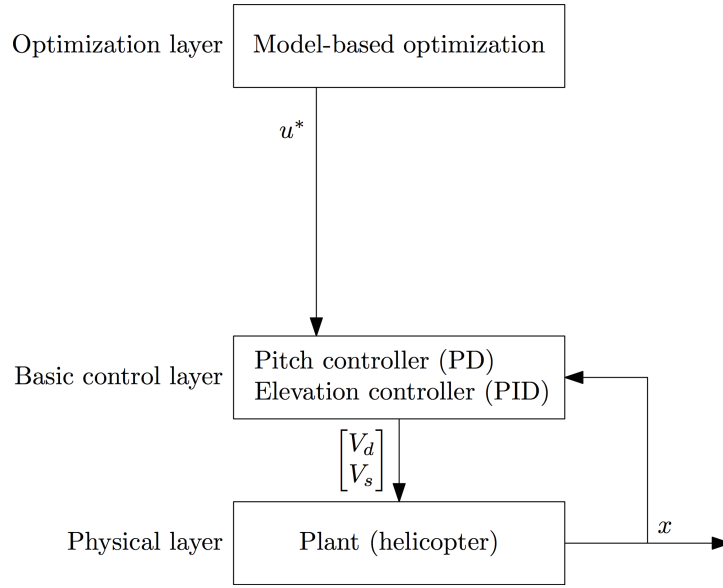 Optimization layer
Model-based optimization
u*
Basic control layer
Pitch controller (PD)
Elevation controller (PID)
[V_d
V_s]
Physical layer
Plant (helicopter)
x